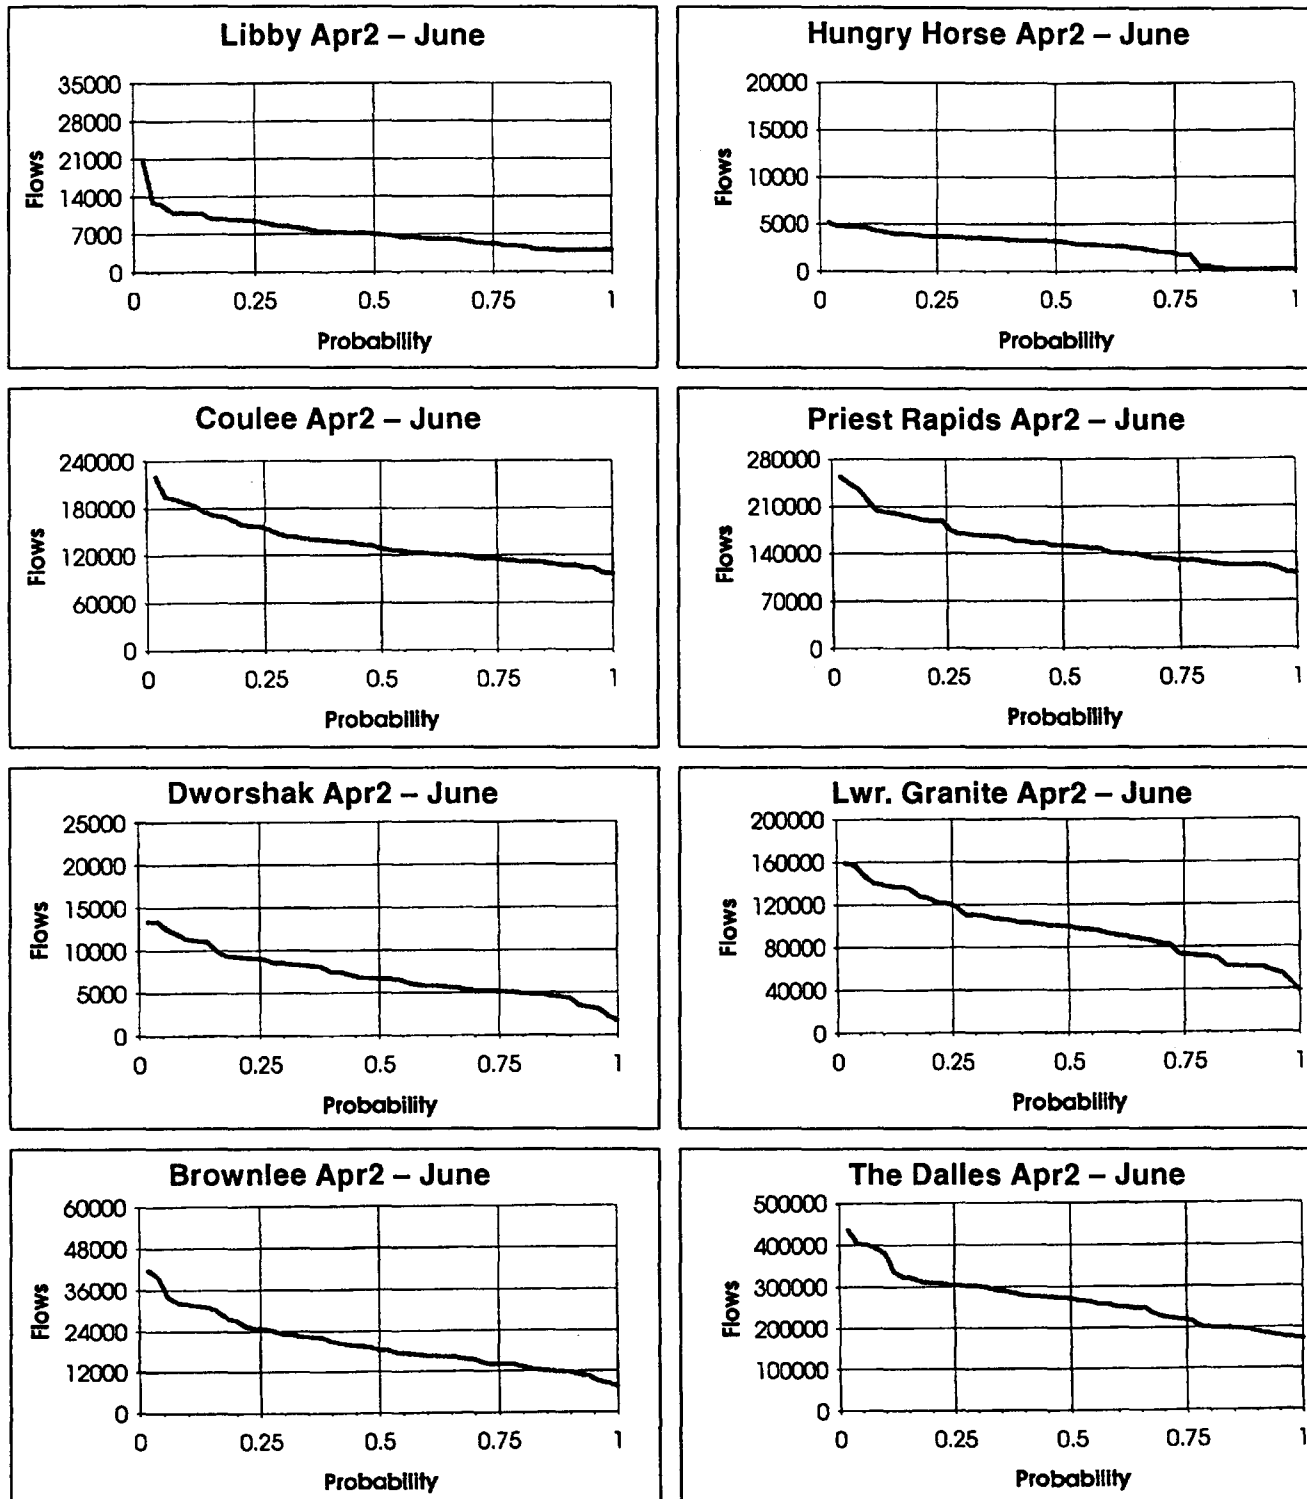 Libby Apr2 – June
Flows
35000
28000
21000
14000
7000
0
0 0.25 0.5 0.75 1
Probability
Hungry Horse Apr2 – June
Flows
20000
15000
10000
5000
0
0 0.25 0.5 0.75 1
Probability
Coulee Apr2 – June
Flows
240000
180000
120000
60000
0
0 0.25 0.5 0.75 1
Probability
Priest Rapids Apr2 – June
Flows
280000
210000
140000
70000
0
0 0.25 0.5 0.75 1
Probability
Dworshak Apr2 – June
Flows
25000
20000
15000
10000
5000
0
0 0.25 0.5 0.75 1
Probability
Lwr. Granite Apr2 – June
Flows
200000
160000
120000
80000
40000
0
0 0.25 0.5 0.75 1
Probability
Brownlee Apr2 – June
Flows
60000
48000
36000
24000
12000
0
0 0.25 0.5 0.75 1
Probability
The Dalles Apr2 – June
Flows
500000
400000
300000
200000
100000
0
0 0.25 0.5 0.75 1
Probability